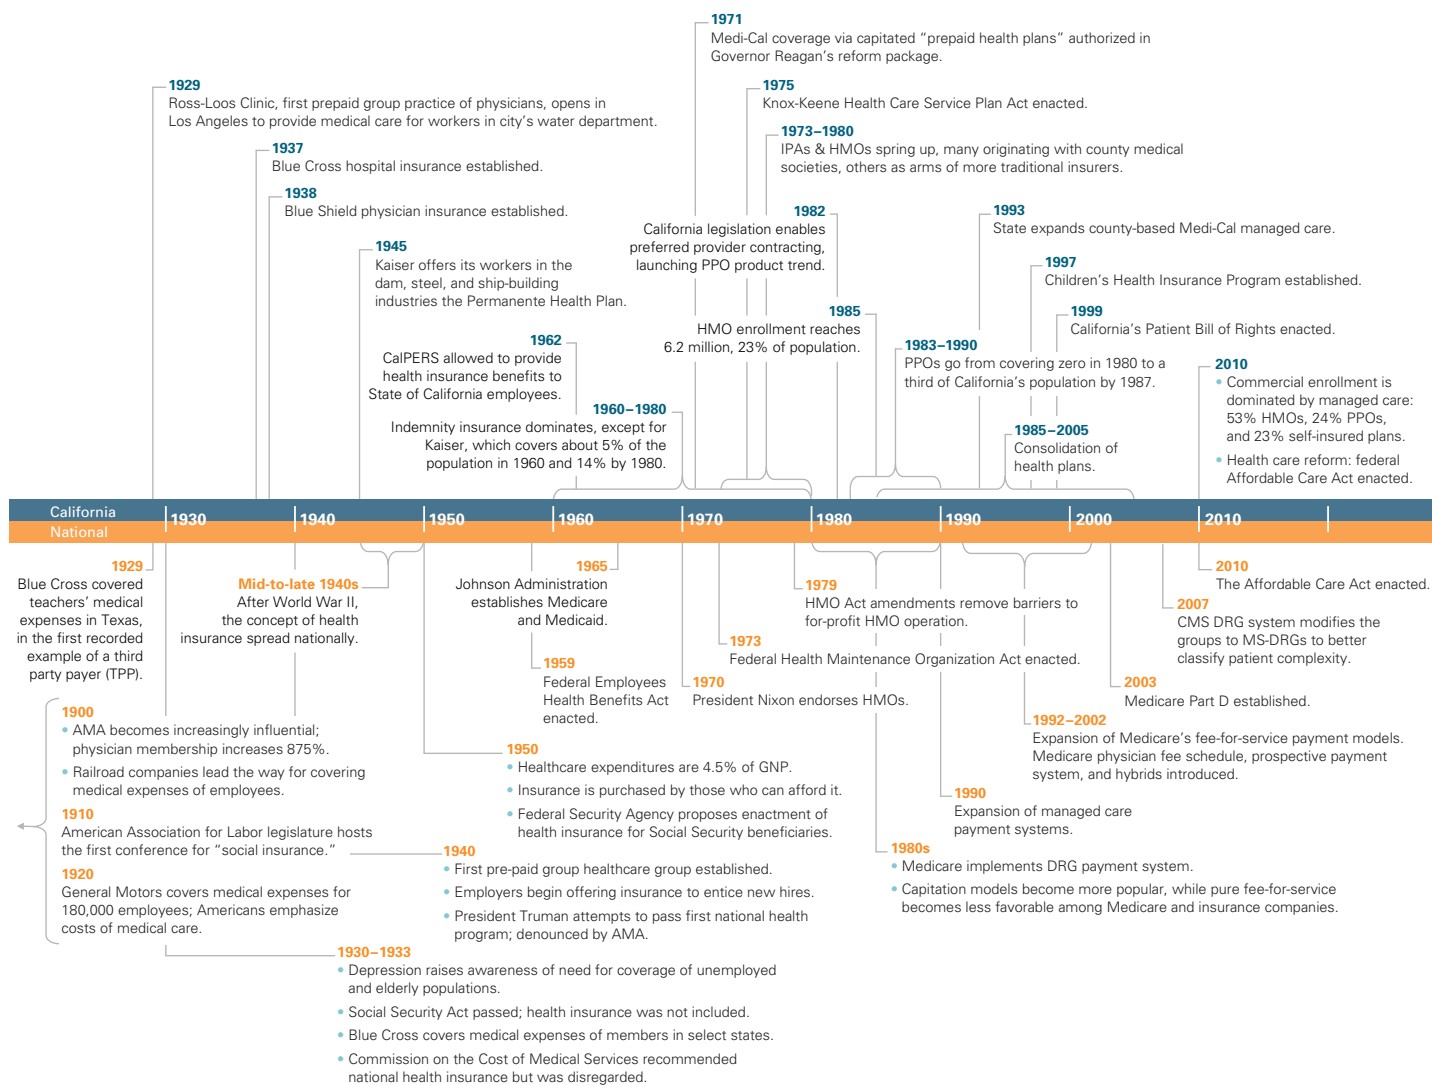 1971
Medi-Cal coverage via capitated “prepaid health plans” authorized in
Governor Reagan’s reform package.
1929
Ross-Loos Clinic, first prepaid group practice of physicians, opens in
Los Angeles to provide medical care for workers in city’s water department.
1975
Knox-Keene Health Care Service Plan Act enacted.
1973–1980
IPAs & HMOs spring up, many originating with county medical
societies, others as arms of more traditional insurers.
1937
Blue Cross hospital insurance established.
1938
Blue Shield physician insurance established.
1982
California legislation enables
preferred provider contracting,
launching PPO product trend.
1993
State expands county-based Medi-Cal managed care.
1945
Kaiser offers its workers in the
dam, steel, and ship-building
industries the Permanente Health Plan.
1997
Children’s Health Insurance Program established.
1985
HMO enrollment reaches
6.2 million, 23% of population.
1999
California’s Patient Bill of Rights enacted.
1962
CalPERS allowed to provide
health insurance benefits to
State of California employees.
1983–1990
PPOs go from covering zero in 1980 to a
third of California’s population by 1987.
2010
• Commercial enrollment is
dominated by managed care:
53% HMOs, 24% PPOs,
and 23% self-insured plans.
• Health care reform: federal
Affordable Care Act enacted.
1960–1980
Indemnity insurance dominates, except for
Kaiser, which covers about 5% of the
population in 1960 and 14% by 1980.
1985–2005
Consolidation of
health plans.
California
National
1930 1940 1950 1960 1970 1980 1990 2000 2010
1929
Blue Cross covered
teachers’ medical
expenses in Texas,
in the first recorded
example of a third
party payer (TPP).
Mid-to-late 1940s
After World War II,
the concept of health
insurance spread nationally.
1965
Johnson Administration
establishes Medicare
and Medicaid.
1979
HMO Act amendments remove barriers to
for-profit HMO operation.
2010
The Affordable Care Act enacted.
2007
CMS DRG system modifies the
groups to MS-DRGs to better
classify patient complexity.
1973
Federal Health Maintenance Organization Act enacted.
1959
Federal Employees
Health Benefits Act
enacted.
1970
President Nixon endorses HMOs.
2003
Medicare Part D established.
1900
• AMA becomes increasingly influential;
physician membership increases 875%.
• Railroad companies lead the way for covering
medical expenses of employees.
1910
American Association for Labor legislature hosts
the first conference for “social insurance.”
1920
General Motors covers medical expenses for
180,000 employees; Americans emphasize
costs of medical care.
1992–2002
Expansion of Medicare’s fee-for-service payment models.
Medicare physician fee schedule, prospective payment
system, and hybrids introduced.
1950
• Healthcare expenditures are 4.5% of GNP.
• Insurance is purchased by those who can afford it.
• Federal Security Agency proposes enactment of
health insurance for Social Security beneficiaries.
1990
Expansion of managed care
payment systems.
1940
• First pre-paid group healthcare group established.
• Employers begin offering insurance to entice new hires.
• President Truman attempts to pass first national health
program; denounced by AMA.
1980s
• Medicare implements DRG payment system.
• Capitation models become more popular, while pure fee-for-service
becomes less favorable among Medicare and insurance companies.
1930–1933
• Depression raises awareness of need for coverage of unemployed
and elderly populations.
• Social Security Act passed; health insurance was not included.
• Blue Cross covers medical expenses of members in select states.
• Commission on the Cost of Medical Services recommended
national health insurance but was disregarded.